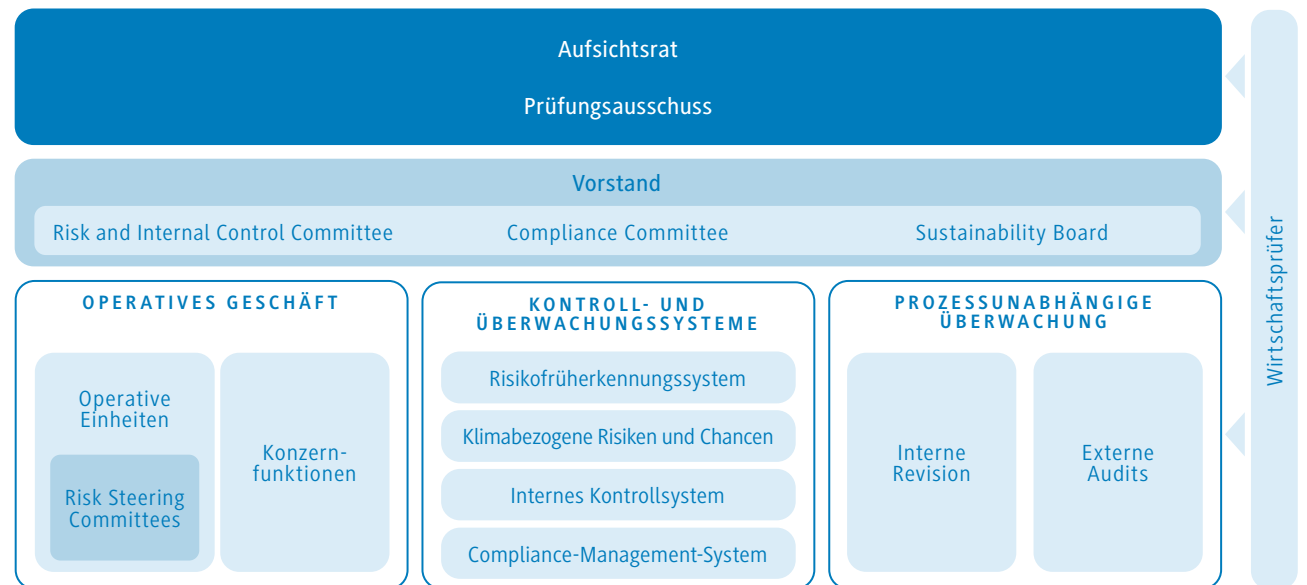 Aufsichtsrat
Prüfungsausschuss
Vorstand
Risk and Internal Control Committee
Compliance Committee
Sustainability Board
OPERATIVES GESCHÄFT
Operative
Einheiten
Risk Steering
Committees
Konzern-
funktionen
KONTROLL- UND
ÜBERWACHUNGSSYSTEME
Risikofrüherkennungssystem
Klimabezogene Risiken und Chancen
Internes Kontrollsystem
Compliance-Management-System
PROZESSUNABHÄNGIGE
ÜBERWACHUNG
Interne
Revision
Externe
Audits
Wirtschaftsprüfer